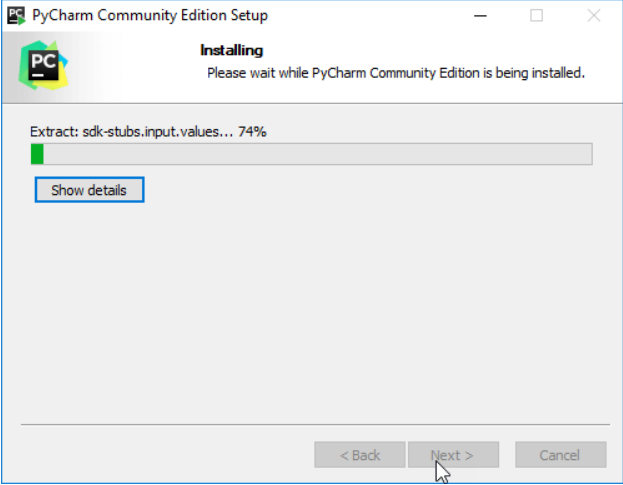 PC PyCharm Community Edition Setup
PC
Installing
Please wait while PyCharm Community Edition is being installed.
Extract: sdk-stubs.input.values... 74%
Show details
< Back
Next >
Cancel